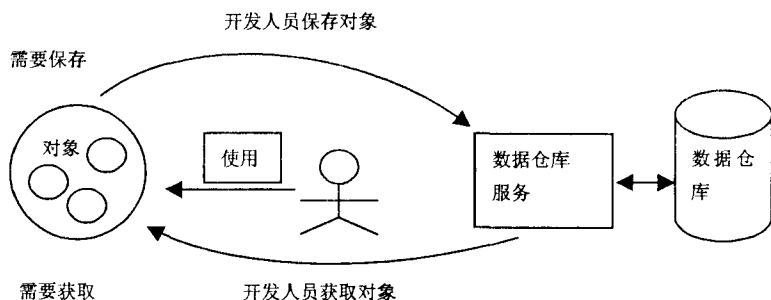 开发人员保存对象
需要保存
对象
使用
数据仓库
服务
数据仓
库
需要获取
开发人员获取对象